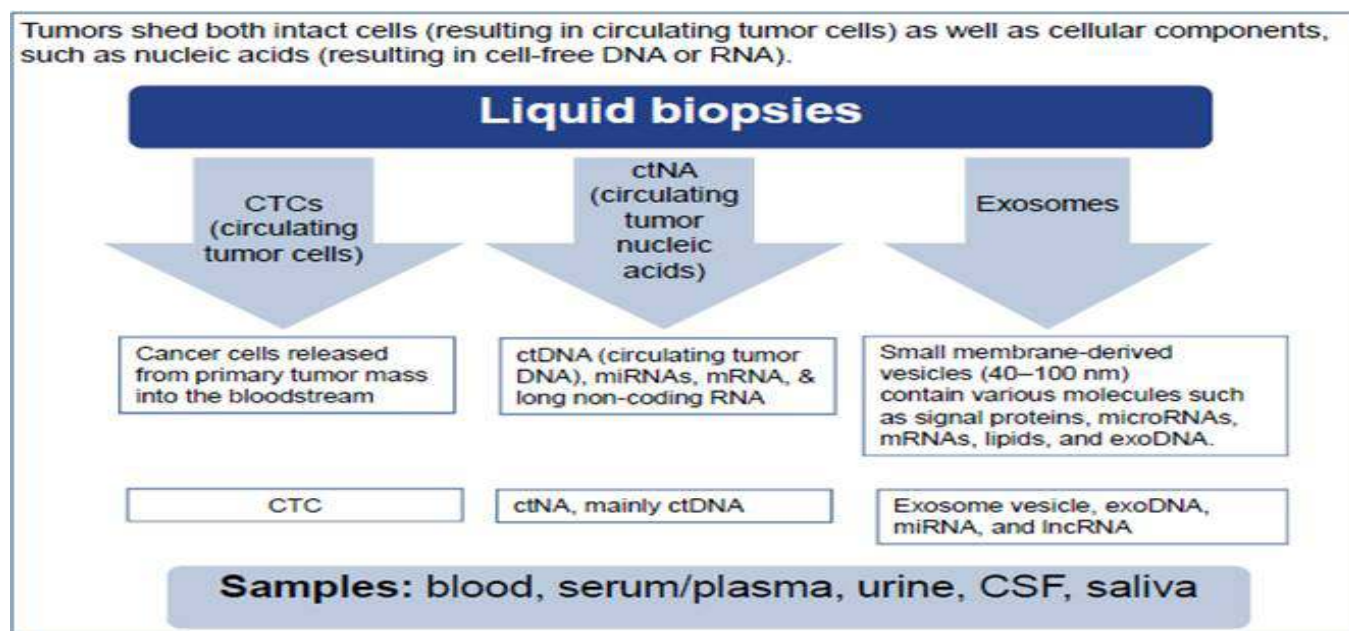 Tumors shed both intact cells (resulting in circulating tumor cells) as well as cellular components,
such as nucleic acids (resulting in cell-free DNA or RNA).
Liquid biopsies
CTCs
(circulating
tumor cells)
ctNA
(circulating
tumor
nucleic
acids)
Exosomes
Cancer cells released
from primary tumor mass
into the bloodstream
ctDNA (circulating tumor
DNA), miRNAs, mRNA, &
long non-coding RNA
Small membrane-derived
vesicles (40–100 nm)
contain various molecules such
as signal proteins, microRNAs,
mRNAs, lipids, and exoDNA.
CTC
ctNA, mainly ctDNA
Exosome vesicle, exoDNA,
miRNA, and lncRNA
Samples: blood, serum/plasma, urine, CSF, saliva